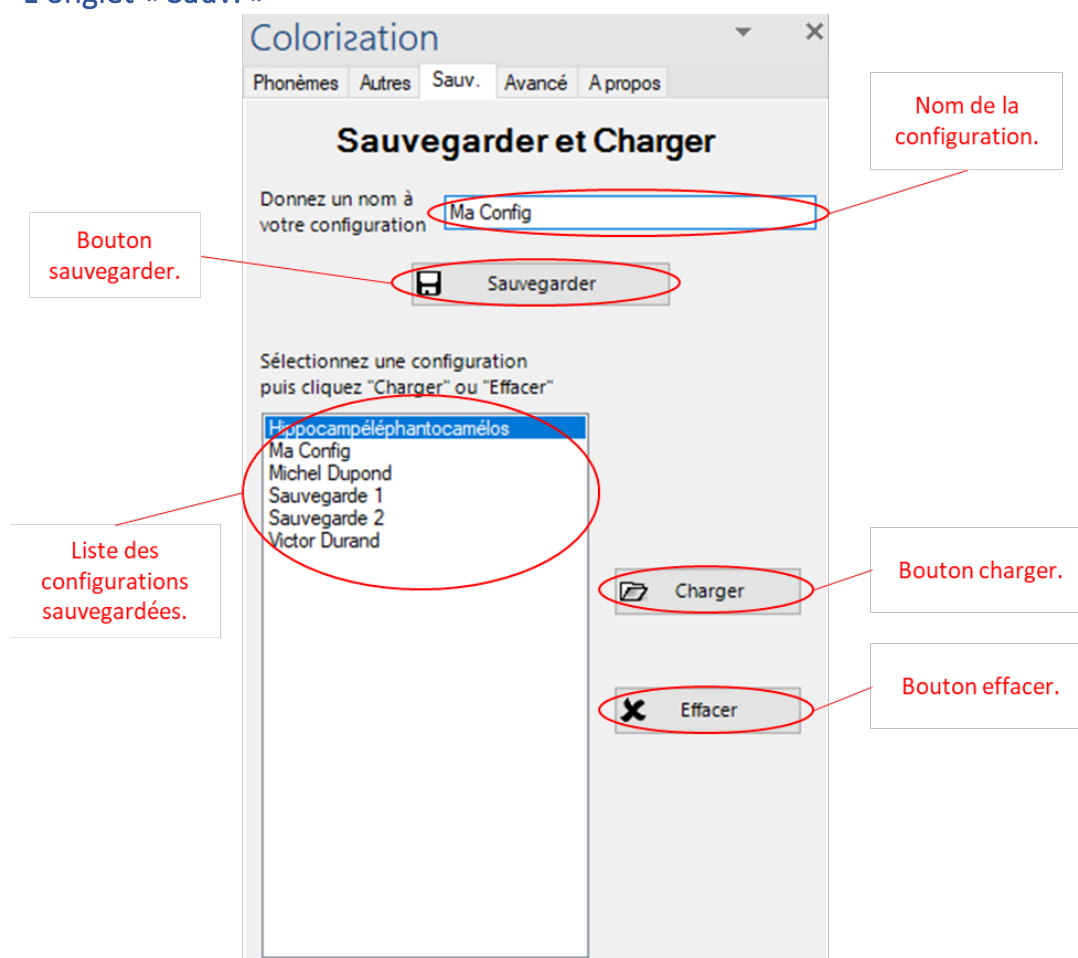 L'onglet « Sauv. »
Colorisation
Phonèmes Autres Sauv. Avancé A propos
Nom de la
configuration.
Sauvegarder et Charger
Donnez un nom à
votre configuration
Ma Config
Bouton
sauvegarder.
Sauvegarder
Sélectionnez une configuration
puis cliquez "Charger" ou "Effacer"
Hippocampéléphantocamélos
Ma Config
Michel Dupond
Sauvegarde 1
Sauvegarde 2
Victor Durand
Liste des
configurations
sauvegardées.
Charger
Bouton charger.
Effacer
Bouton effacer.